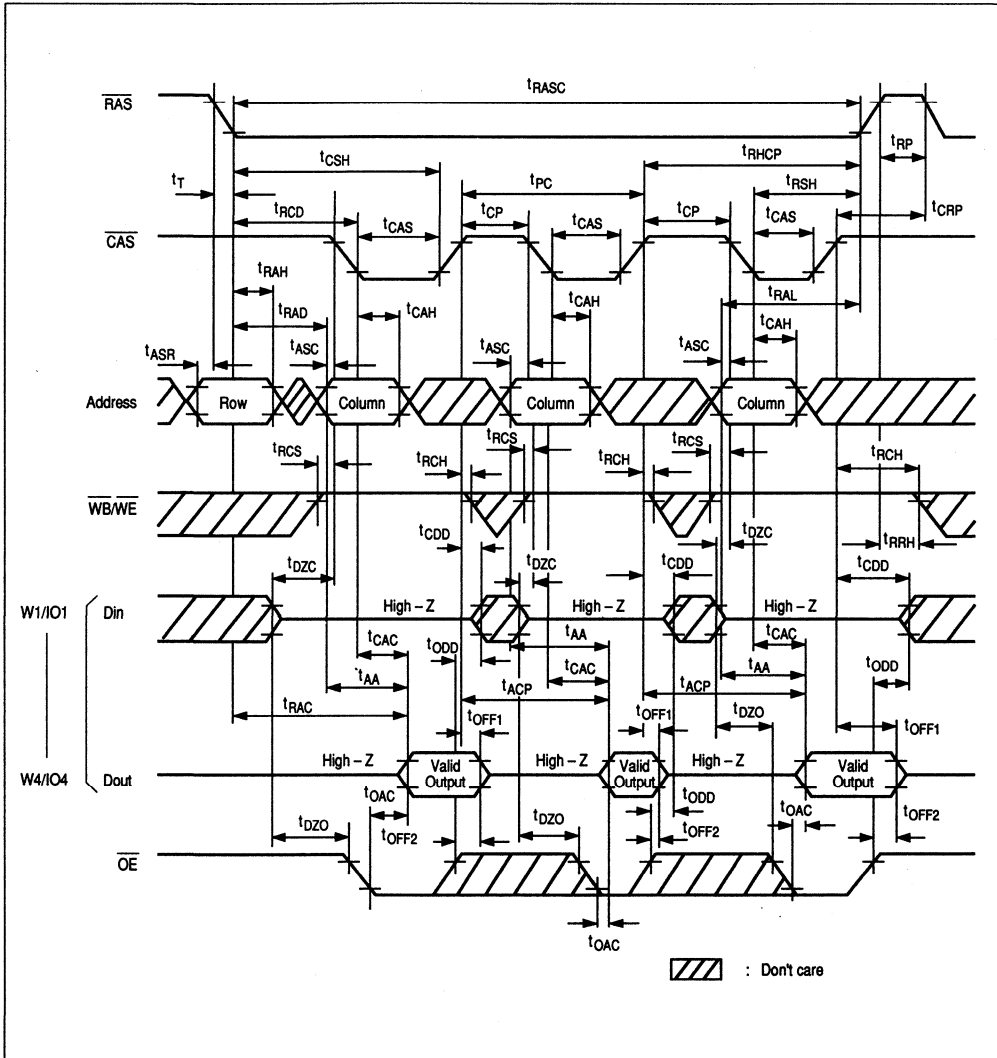 tRASC
RAS
tRP
tCSH
tRHCP
tT
tPC
tRSH
tRCD
tCP
tCP
tCAS
tCRP
tCAS
tCAS
CAS
tRAH
tRAL
tRAD
tCAH
tCAH
tCAH
tASR
tASC
tASC
tASC
Address
Row
Column
Column
Column
tRCS
tRCS
tRCH
tRCH
tRCH
WB/WE
tCDD
tDZC
tRRH
tDZC
tDZC
tCDD
tCDD
W1/IO1
Din
High – Z
High – Z
High – Z
tCAC
tODD
tAA
tCAC
tODD
tAA
tCAC
tAA
tRAC
tACP
tACP
tOFF1
tOFF1
tDZO
tOFF1
W4/IO4
Dout
High – Z
Valid Output
High – Z
Valid Output
High – Z
Valid Output
tOAC
tODD
tOAC
tDZO
tOFF2
tDZO
tOFF2
tOFF2
OE
tOAC
: Don't care